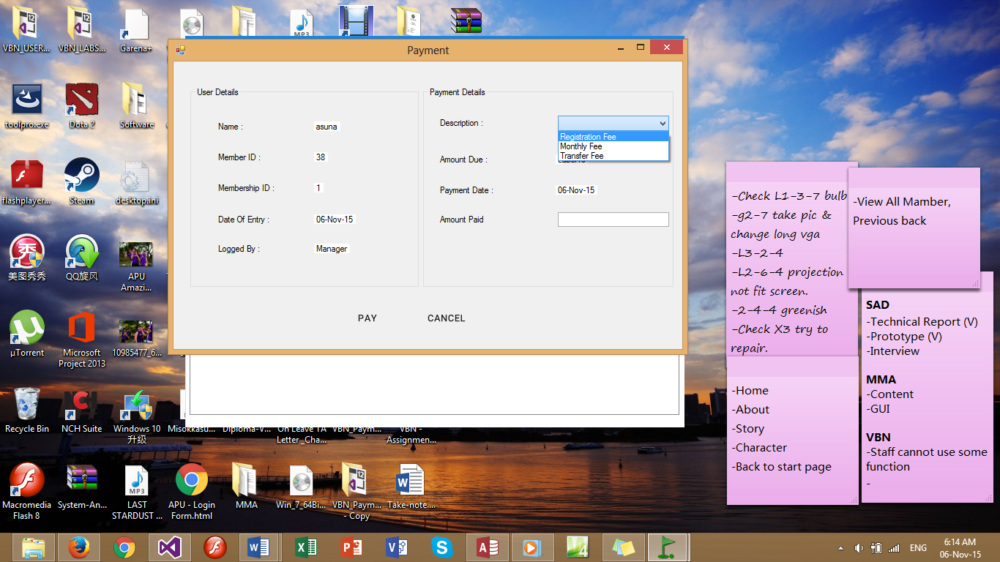 VBN_USER...
VBN_LABS...
Garena+
Payment
toolpro.exe
Dota 2
Software
flashplayer...
Steam
desktop.ini
美图秀秀
QQ旋风
APU
Amazi...
µTorrent
Microsoft
Project 2013
10985477_6...
Recycle Bin
NCH Suite
Windows 10
升级
Misokkasu...
Diploma-V...
On Leave TA
Letter _Cha...
VBN_Paym...
VBN -
Assignmen...
Macromedia
Flash 8
System-An...
LAST
STARDUST ...
APU - Login
Form.html
MMA
Win_7_64Bi...
VBN_Paym...
- Copy
Take-note....
MP3
MP3
User Details
Name :
asuna
Member ID :
38
Membership ID :
1
Date Of Entry :
06-Nov-15
Logged By :
Manager
Payment Details
Description :
Registration Fee
Monthly Fee
Transfer Fee
Amount Due :
Payment Date :
06-Nov-15
Amount Paid
PAY
CANCEL
-Check L1-3-7 bulb
-g2-7 take pic &
change long vga
-L3-2-4
-L2-6-4 projection
not fit screen.
-2-4-4 greenish
-Check X3 try to
repair.
-View All Mamber,
Previous back
-Home
-About
-Story
-Character
-Back to start page
SAD
-Technical Report (V)
-Prototype (V)
-Interview
MMA
-Content
-GUI
VBN
-Staff cannot use some
function
-
ENG
6:14 AM
06-Nov-15